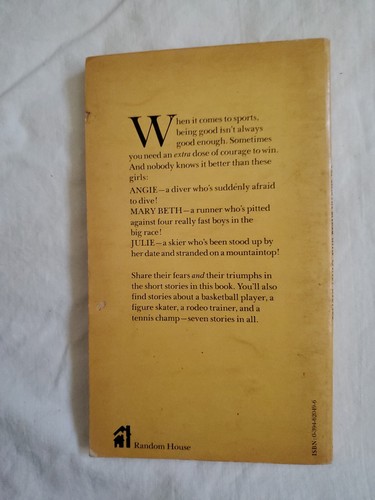 When it comes to sports,
being good isn't always
good enough. Sometimes
you need an extra dose of courage to win.
And nobody knows it better than these
girls:
ANGIE—a diver who's suddenly afraid
to dive!
MARY BETH—a runner who's pitted
against four really fast boys in the
big race!
JULIE—a skier who's been stood up by
her date and stranded on a mountaintop!
Share their fears and their triumphs in
the short stories in this book. You'll also
find stories about a basketball player, a
figure skater, a rodeo trainer, and a
tennis champ—seven stories in all.
Random House
ISBN: 0-394-62049-6